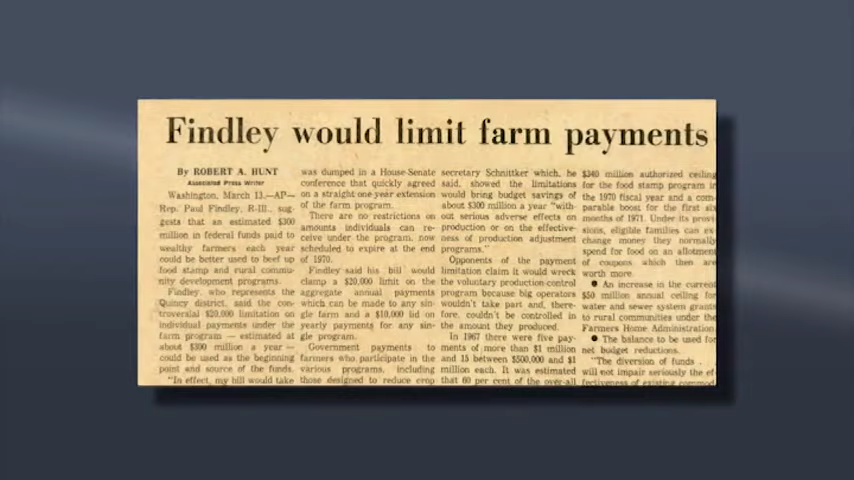 Findley would limit farm payments
By ROBERT A. HUNT
Associated Press Writer
Washington, March 13.—AP—
Rep. Paul Findley, R-Ill., sug-
gests that an estimated $300
million in federal funds paid to
wealthy farmers each year
could be better used to beef up
food stamp and rural commu-
nity development programs.
Findley, who represents the
Quincy district, said the con-
troversial $20,000 limitation on
individual payments under the
farm program — estimated at
about $300 million a year —
could be used as the beginning
point and source of the funds.
"In effect, my bill would take
was dumped in a House-Senate
conference that quickly agreed
on a straight one year extension
of the farm program.
There are no restrictions on
amounts individuals can re-
ceive under the program, now
scheduled to expire at the end
of 1970.
Findley said his bill would
clamp a $20,000 limit on the
aggregate annual payments
which can be made to any sin-
gle farm and a $10,000 lid on
yearly payments for any sin-
gle program.
Government payments to
farmers who participate in the
various programs, including
those designed to reduce crop
secretary Schnittker which, he
said, showed the limitations
would bring budget savings of
about $300 million a year "with-
out serious adverse effects on
production or on the effective-
ness of production adjustment
programs."
Opponents of the payment
limitation claim it would wreck
the voluntary production-control
program because big operators
wouldn't take part and, there-
fore, couldn't be controlled in
the amount they produced.
In 1967 there were five pay-
ments of more than $1 million
and 15 between $500,000 and $1
million each. It was estimated
that 60 per cent of the over-all
$340 million authorized ceiling
for the food stamp program in
the 1970 fiscal year and a com-
parable boost for the first six
months of 1971. Under its provi-
sions, eligible families can ex-
change money they normally
spend for food on an allotment
of coupons which then are
worth more.
● An increase in the current
$50 million annual ceiling for
water and sewer system grants
to rural communities under the
Farmers Home Administration.
● The balance to be used for
net budget reductions.
"The diversion of funds . .
will not impair seriously the ef-
fectiveness of existing commod-